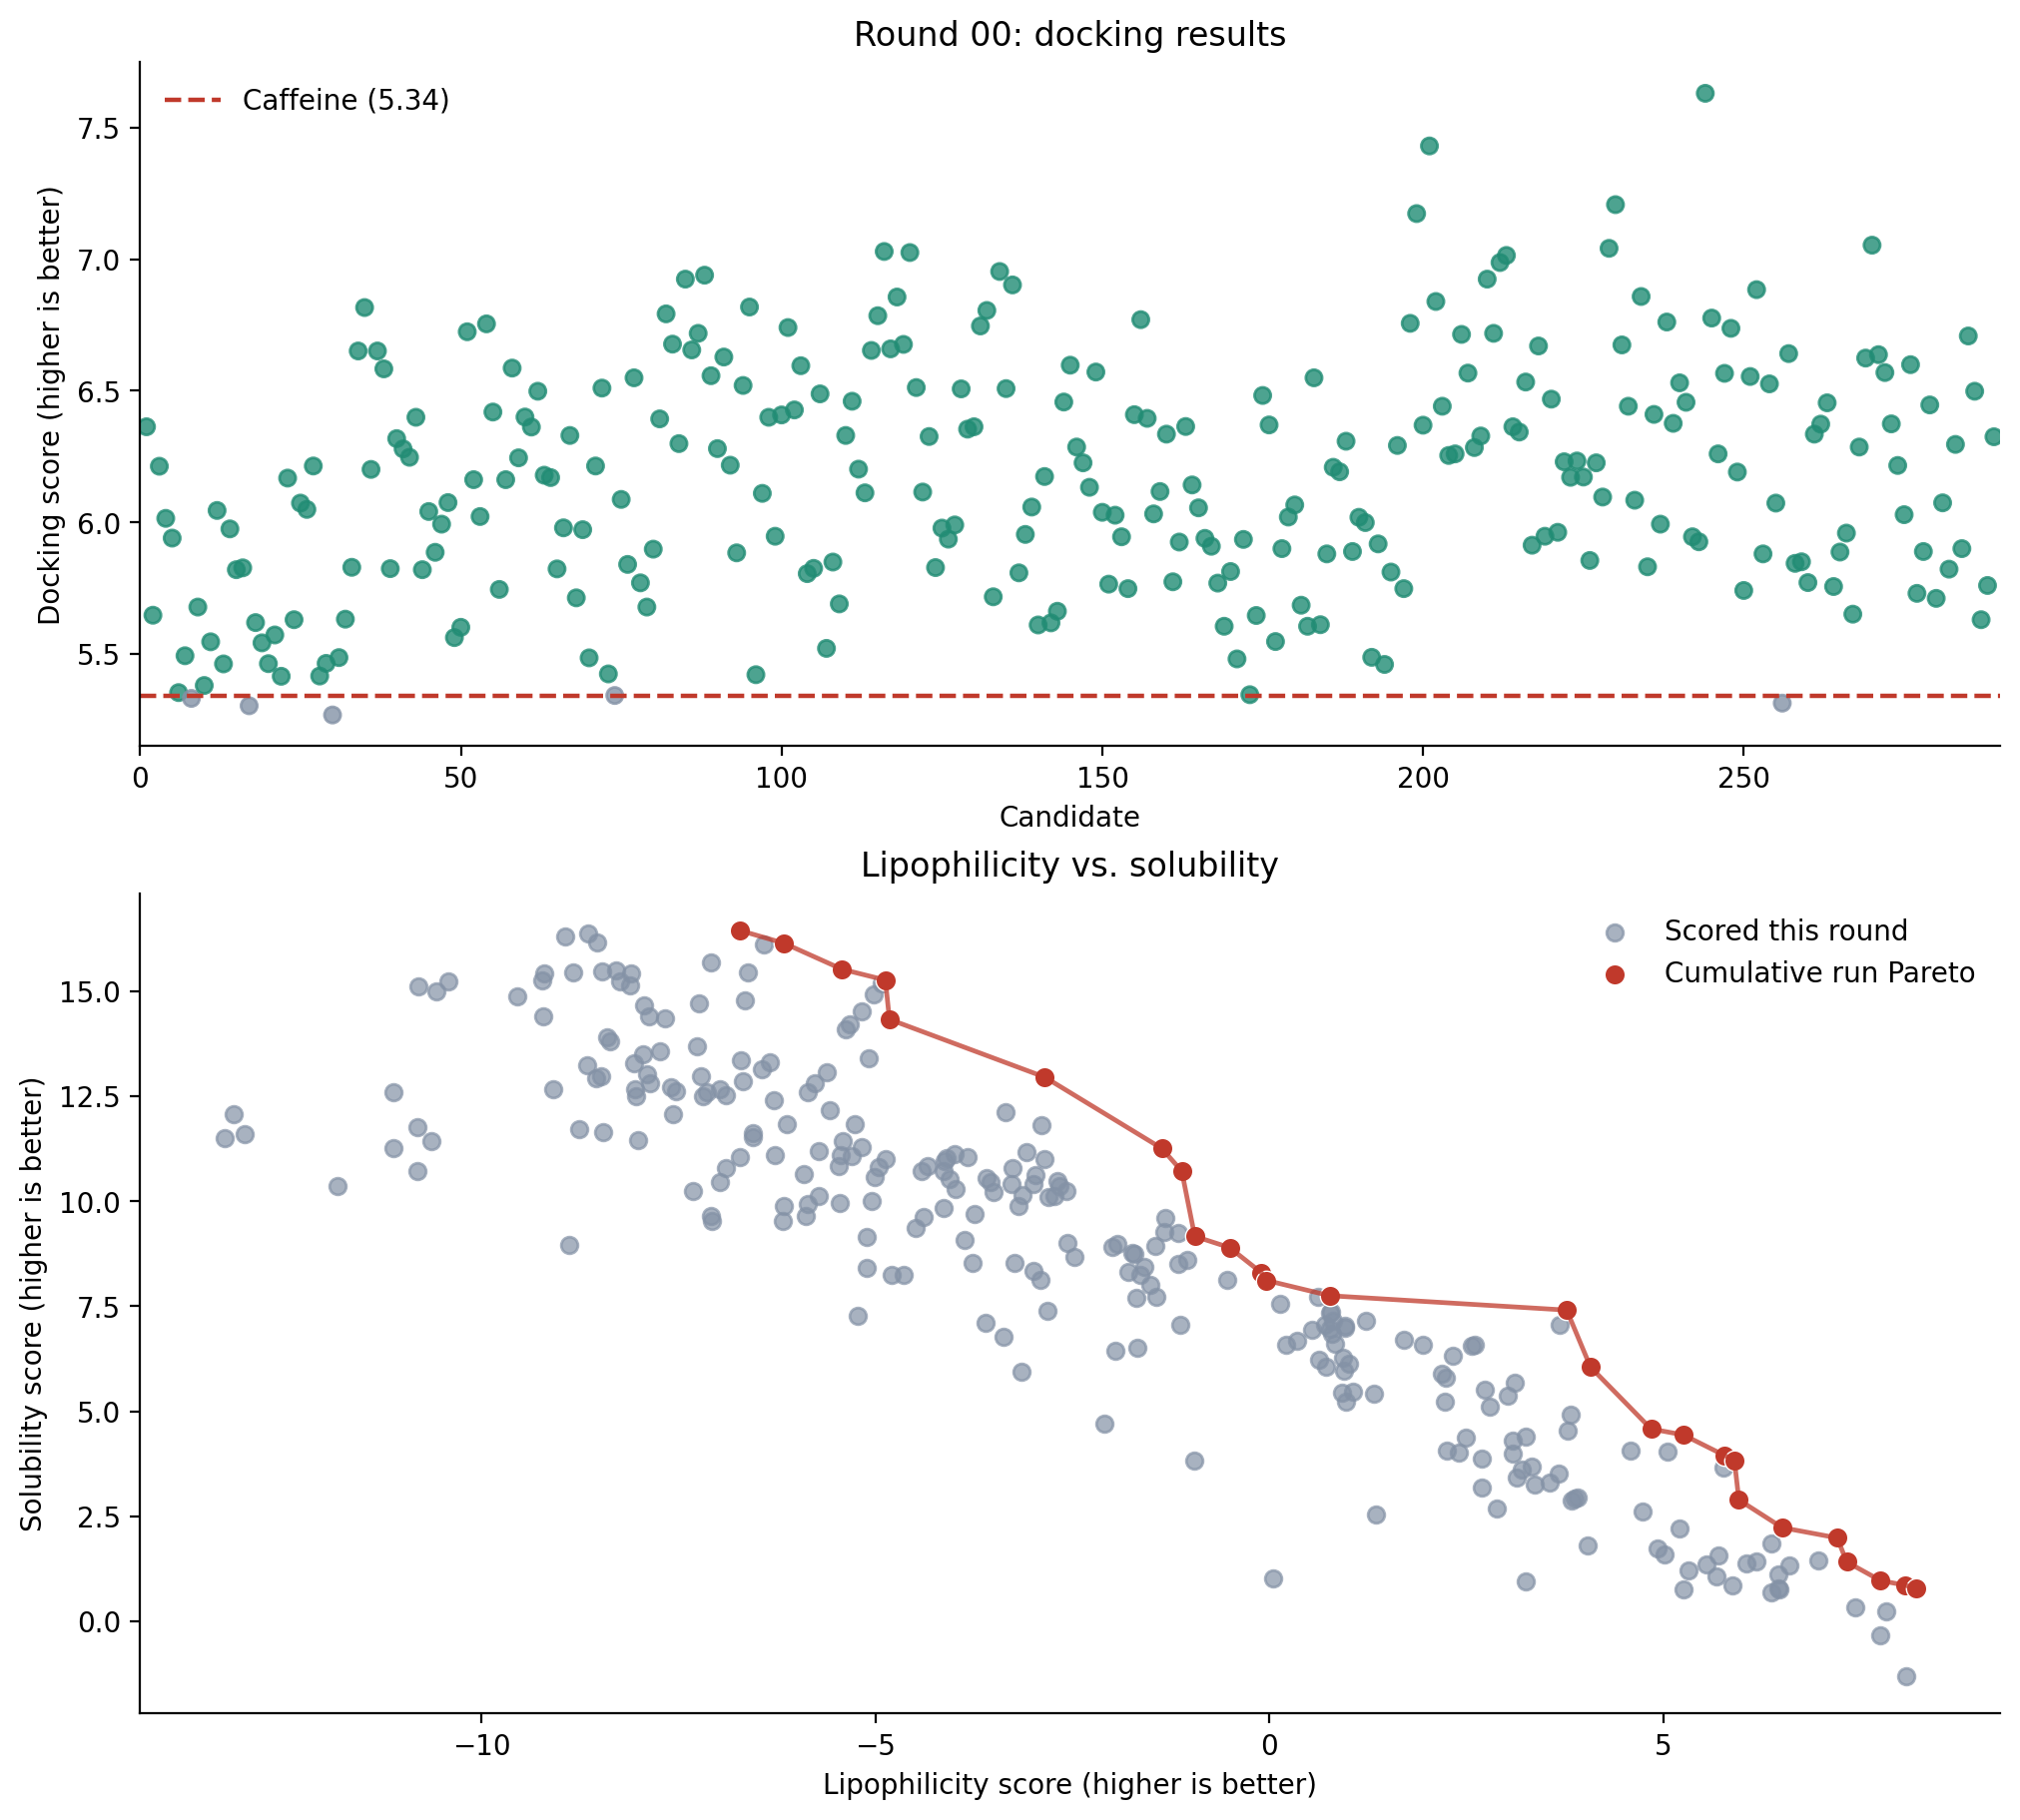 Round 00: docking results
Caffeine (5.34)
Docking score (higher is better)
7.5
7.0
6.5
6.0
5.5
0
50
100
150
200
250
Candidate
Lipophilicity vs. solubility
Scored this round
Cumulative run Pareto
Solubility score (higher is better)
15.0
12.5
10.0
7.5
5.0
2.5
0.0
−10
−5
0
5
Lipophilicity score (higher is better)